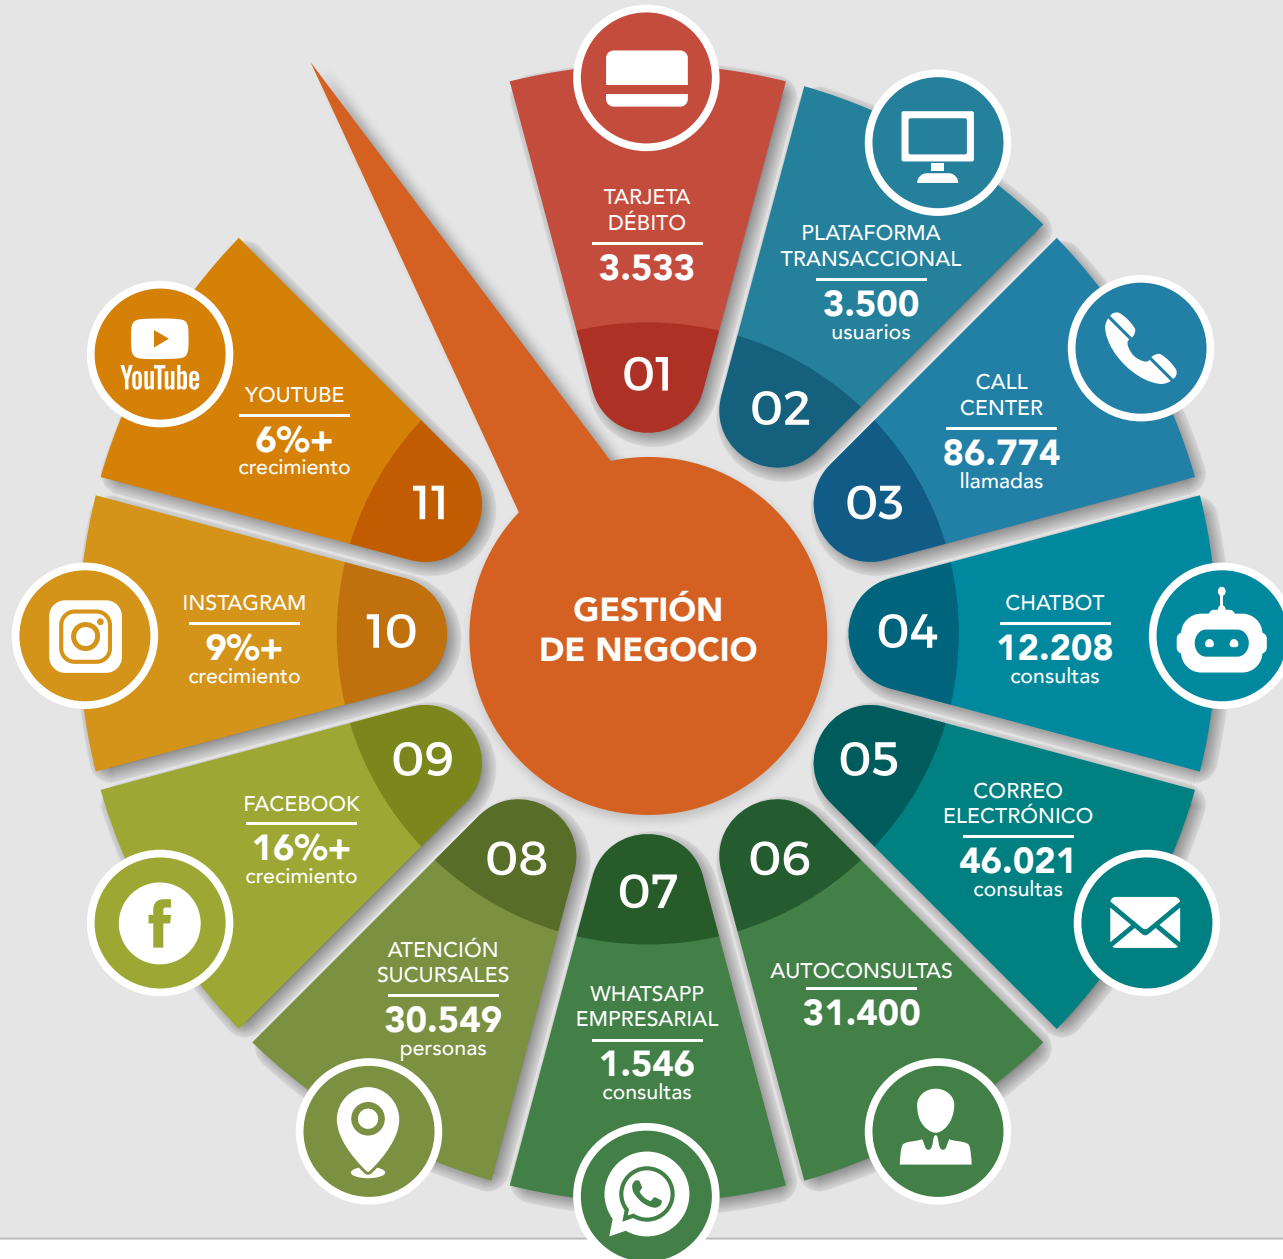 GESTIÓN
DE NEGOCIO
TARJETA
DÉBITO
3.533
01
PLATAFORMA
TRANSACCIONAL
3.500
usuarios
02
CALL
CENTER
86.774
llamadas
03
CHATBOT
12.208
consultas
04
CORREO
ELECTRÓNICO
46.021
consultas
05
AUTOCONSULTAS
31.400
06
WHATSAPP
EMPRESARIAL
1.546
consultas
07
ATENCIÓN
SUCURSALES
30.549
personas
08
FACEBOOK
16%+
crecimiento
09
f
INSTAGRAM
9%+
crecimiento
10
YouTube
YOUTUBE
6%+
crecimiento
11